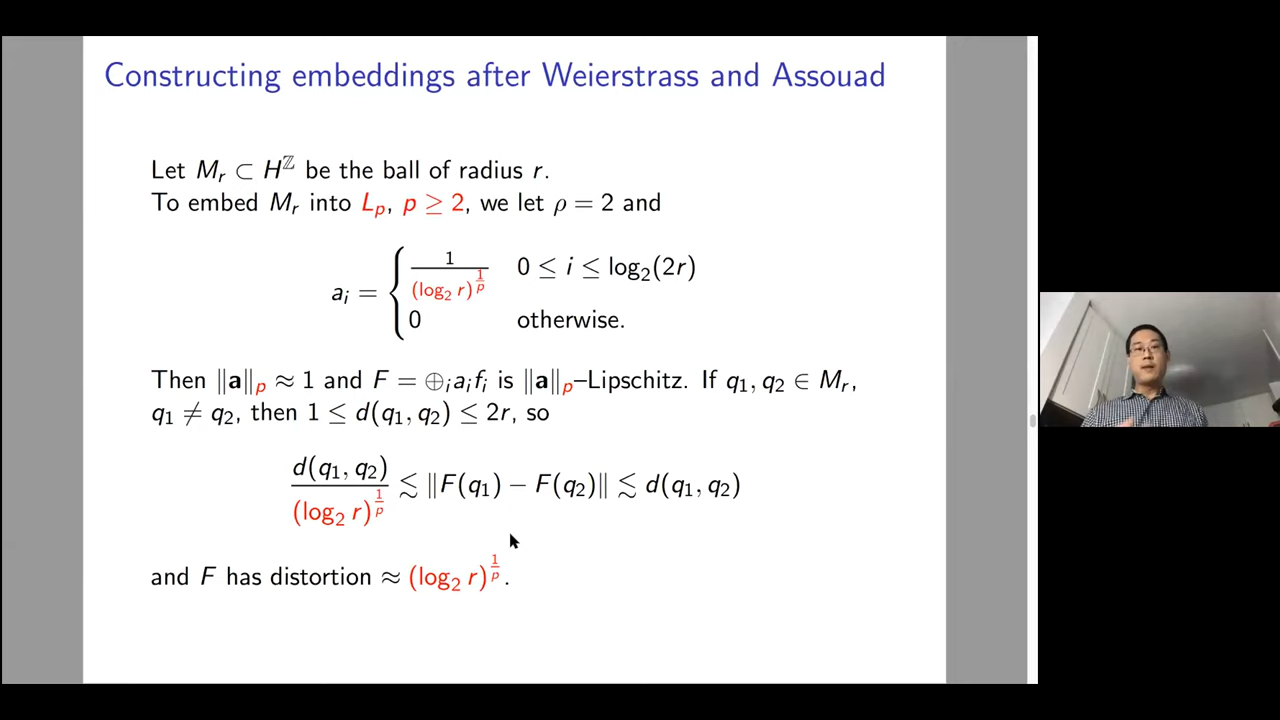 Constructing embeddings after Weierstrass and Assouad
Let M_r ⊂ H^ℤ be the ball of radius r.
To embed M_r into L_p, p ≥ 2, we let ρ = 2 and
a_i = { 1/(log_2 r)^{1/p}   0 ≤ i ≤ log_2(2r)
0   otherwise.
Then ‖a‖_p ≈ 1 and F = ⊕_i a_i f_i is ‖a‖_p–Lipschitz. If q_1, q_2 ∈ M_r,
q_1 ≠ q_2, then 1 ≤ d(q_1, q_2) ≤ 2r, so
d(q_1, q_2)/(log_2 r)^{1/p} ≲ ‖F(q_1) − F(q_2)‖ ≲ d(q_1, q_2)
and F has distortion ≈ (log_2 r)^{1/p}.